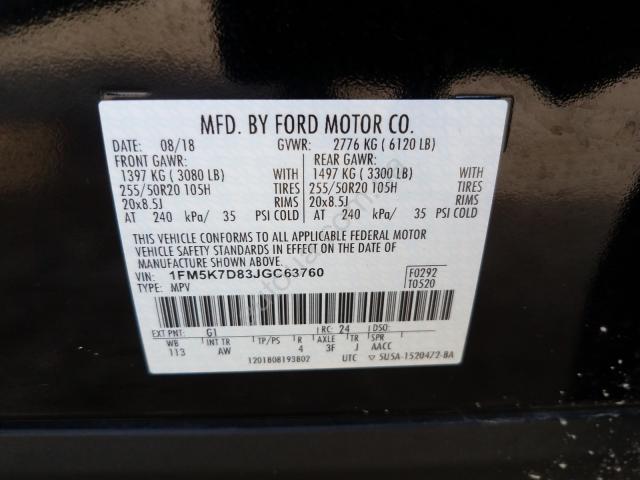 MFD. BY FORD MOTOR CO.
DATE: 08/18 GVWR: 2776 KG ( 6120 LB)
FRONT GAWR: REAR GAWR:
1397 KG ( 3080 LB) 1497 KG ( 3300 LB)
255/50R20 105H TIRES 255/50R20 105H TIRES
20x8.5J RIMS 20x8.5J RIMS
AT 240 kPa/ 35 PSI COLD AT 240 kPa/ 35 PSI COLD
THIS VEHICLE CONFORMS TO ALL APPLICABLE FEDERAL MOTOR
VEHICLE SAFETY STANDARDS IN EFFECT ON THE DATE OF
MANUFACTURE SHOWN ABOVE.
VIN: 1FM5K7D83JGC63760 F0292
TYPE: MPV T0520
EXT PNT: G1 RC: 24 DSO:
WB INT TR TP/PS R AXLE TR SPR
113 AW 4 3F J AACC
1201808193802 UTC